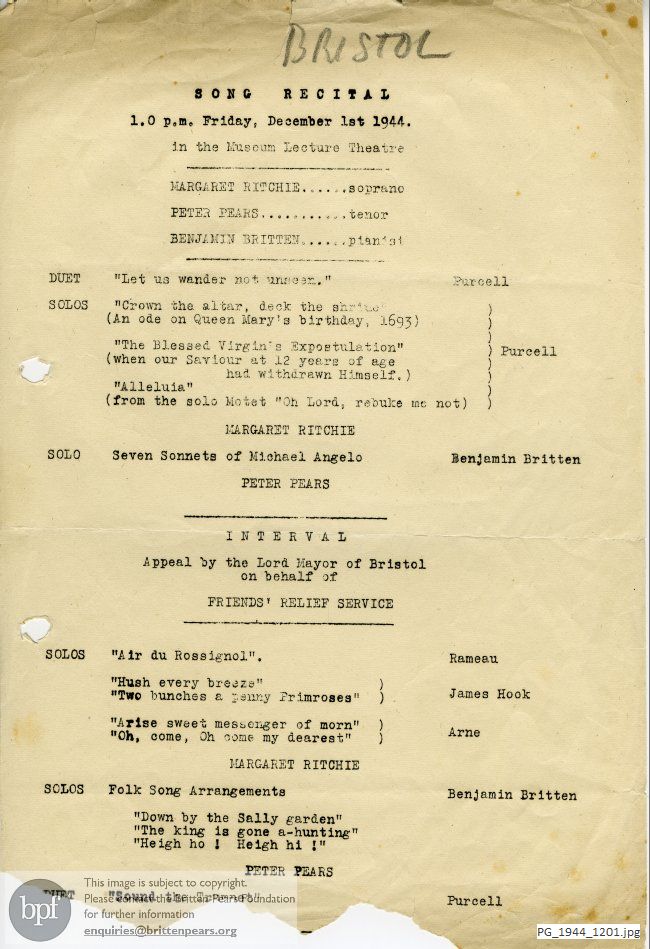 BRISTOL
SONG RECITAL
1.0 p.m. Friday, December 1st 1944.
in the Museum Lecture Theatre
MARGARET RITCHIE......soprano
PETER PEARS...........tenor
BENJAMIN BRITTEN......pianist
DUET "Let us wander not unseen." Purcell
SOLOS "Crown the altar, deck the shrine" )
(An ode on Queen Mary's birthday, 1693) )
"The Blessed Virgin's Expostulation" ) Purcell
(when our Saviour at 12 years of age )
had withdrawn Himself.) )
"Alleluia" )
(from the solo Motet "Oh Lord, rebuke me not) )
MARGARET RITCHIE
SOLO Seven Sonnets of Michael Angelo Benjamin Britten
PETER PEARS
INTERVAL
Appeal by the Lord Mayor of Bristol
on behalf of
FRIENDS' RELIEF SERVICE
SOLOS "Air du Rossignol". Rameau
"Hush every breeze" )
"Two bunches a penny Primroses" ) James Hook
"Arise sweet messenger of morn" )
"Oh, come, Oh come my dearest" ) Arne
MARGARET RITCHIE
SOLOS Folk Song Arrangements Benjamin Britten
"Down by the Sally garden"
"The king is gone a-hunting"
"Heigh ho ! Heigh hi !"
PETER PEARS
DUET "Sound the Trumpet" Purcell
bpf
This image is subject to copyright.
Please contact the Britten-Pears Foundation
for further information
enquiries@brittenpears.org
PG_1944_1201.jpg